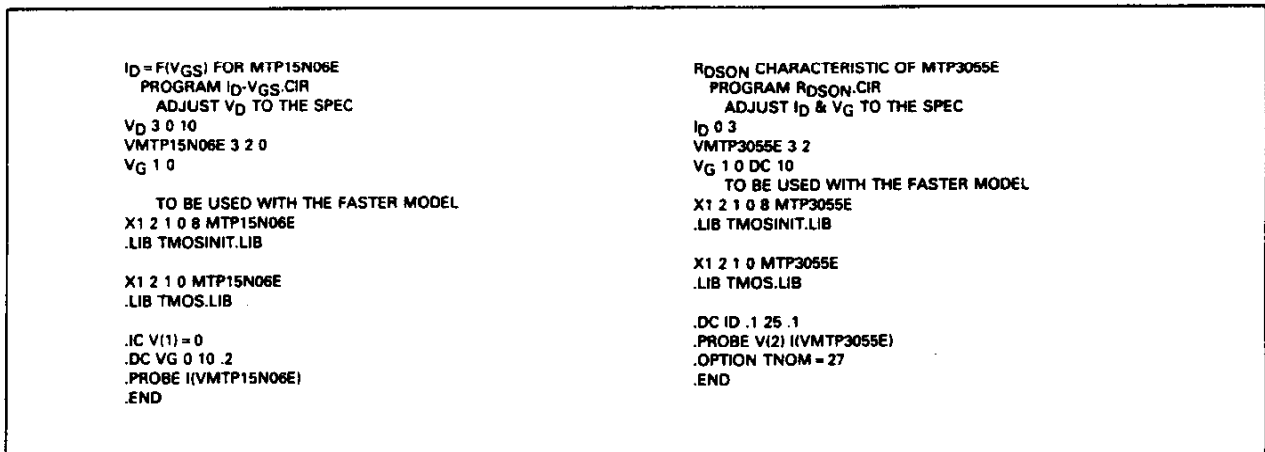 ID = F(VGS) FOR MTP15N06E
PROGRAM ID-VGS.CIR
ADJUST VD TO THE SPEC
VD 3 0 10
VMTP15N06E 3 2 0
VG 1 0
TO BE USED WITH THE FASTER MODEL
X1 2 1 0 8 MTP15N06E
.LIB TMOSINIT.LIB
X1 2 1 0 MTP15N06E
.LIB TMOS.LIB
.IC V(1) = 0
.DC VG 0 10 .2
.PROBE I(VMTP15N06E)
.END
RDSON CHARACTERISTIC OF MTP3055E
PROGRAM RDSON.CIR
ADJUST ID & VG TO THE SPEC
ID 0 3
VMTP3055E 3 2
VG 1 0 DC 10
TO BE USED WITH THE FASTER MODEL
X1 2 1 0 8 MTP3055E
.LIB TMOSINIT.LIB
X1 2 1 0 MTP3055E
.LIB TMOS.LIB
.DC ID .1 25 .1
.PROBE V(2) I(VMTP3055E)
.OPTION TNOM = 27
.END